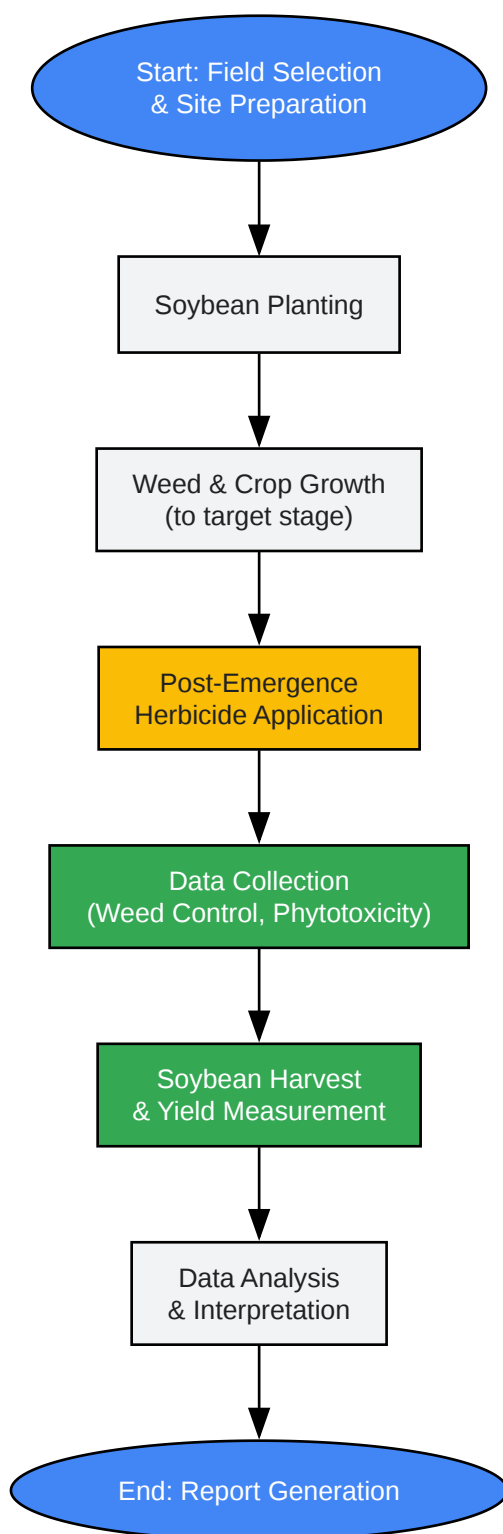 Start: Field Selection
& Site Preparation
Soybean Planting
Weed & Crop Growth
(to target stage)
Post-Emergence
Herbicide Application
Data Collection
(Weed Control, Phytotoxicity)
Soybean Harvest
& Yield Measurement
Data Analysis
& Interpretation
End: Report Generation